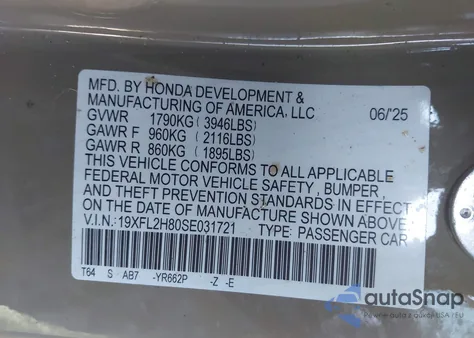 MFD. BY HONDA DEVELOPMENT &
MANUFACTURING OF AMERICA, LLC 06/'25
GVWR 1790KG (3946LBS)
GAWR F 960KG (2116LBS)
GAWR R 860KG (1895LBS)
THIS VEHICLE CONFORMS TO ALL APPLICABLE
FEDERAL MOTOR VEHICLE SAFETY, BUMPER,
AND THEFT PREVENTION STANDARDS IN EFFECT
ON THE DATE OF MANUFACTURE SHOWN ABOVE.
V.I.N.:19XFL2H80SE031721 TYPE: PASSENGER CAR
T64 S AB7 -YR662P -Z -E
autoSnap